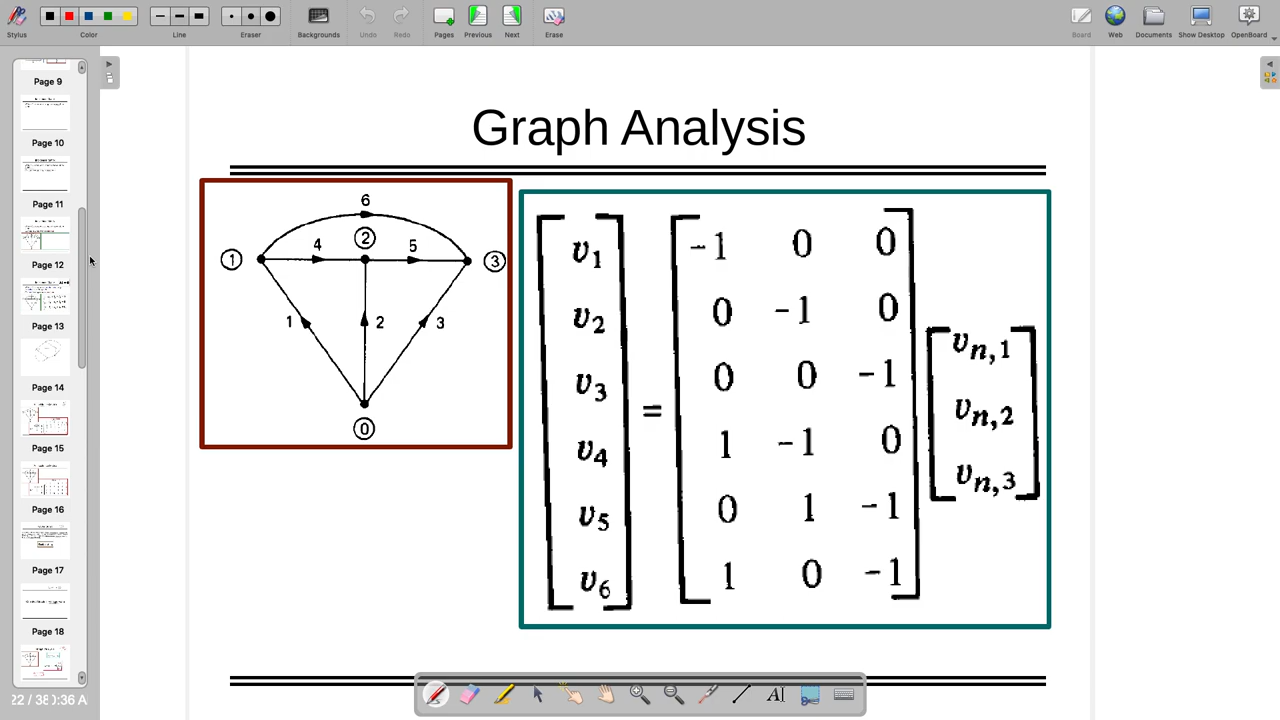 Stylus Color Line Eraser Backgrounds Undo Redo Pages Previous Next Erase Board Web Documents Show Desktop OpenBoard
Page 9
Page 10
Page 11
Page 12
Page 13
Page 14
Page 15
Page 16
Page 17
Page 18
22 / 38
Graph Analysis
6
4 ② 5
① ③
1 2 3
⓪
v1 -1 0 0
v2 0 -1 0
v3 0 0 -1 vn,1
= vn,2
v4 1 -1 0 vn,3
v5 0 1 -1
v6 1 0 -1